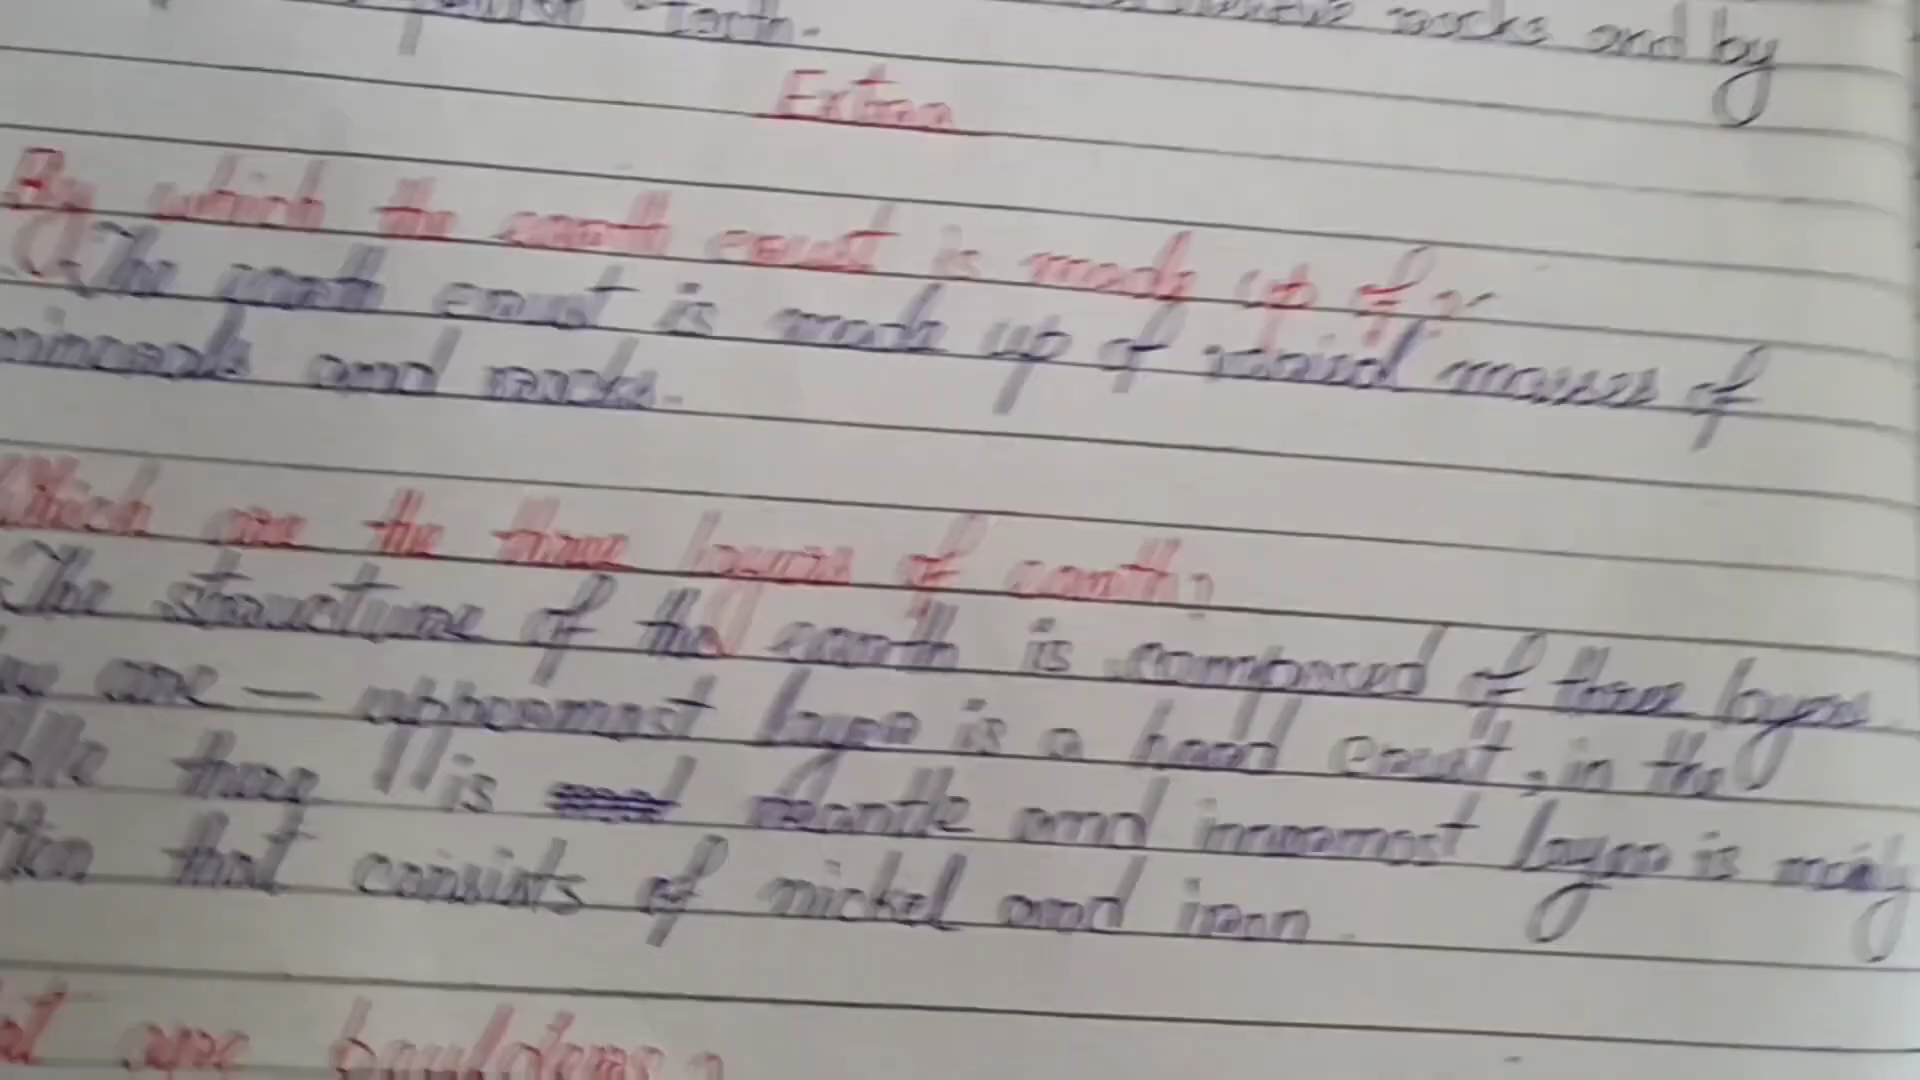 rocks and by
Earth.
Extra
By which the earth crust is made up of?
The earth crust is made up of masses of
minerals and rocks.
Which are the three layers of earth?
The structure of the earth is composed of three layers.
are — uppermost layer is a hard crust, in the
is mantle and innermost layer is
that consists of nickel and iron.
are boulders?